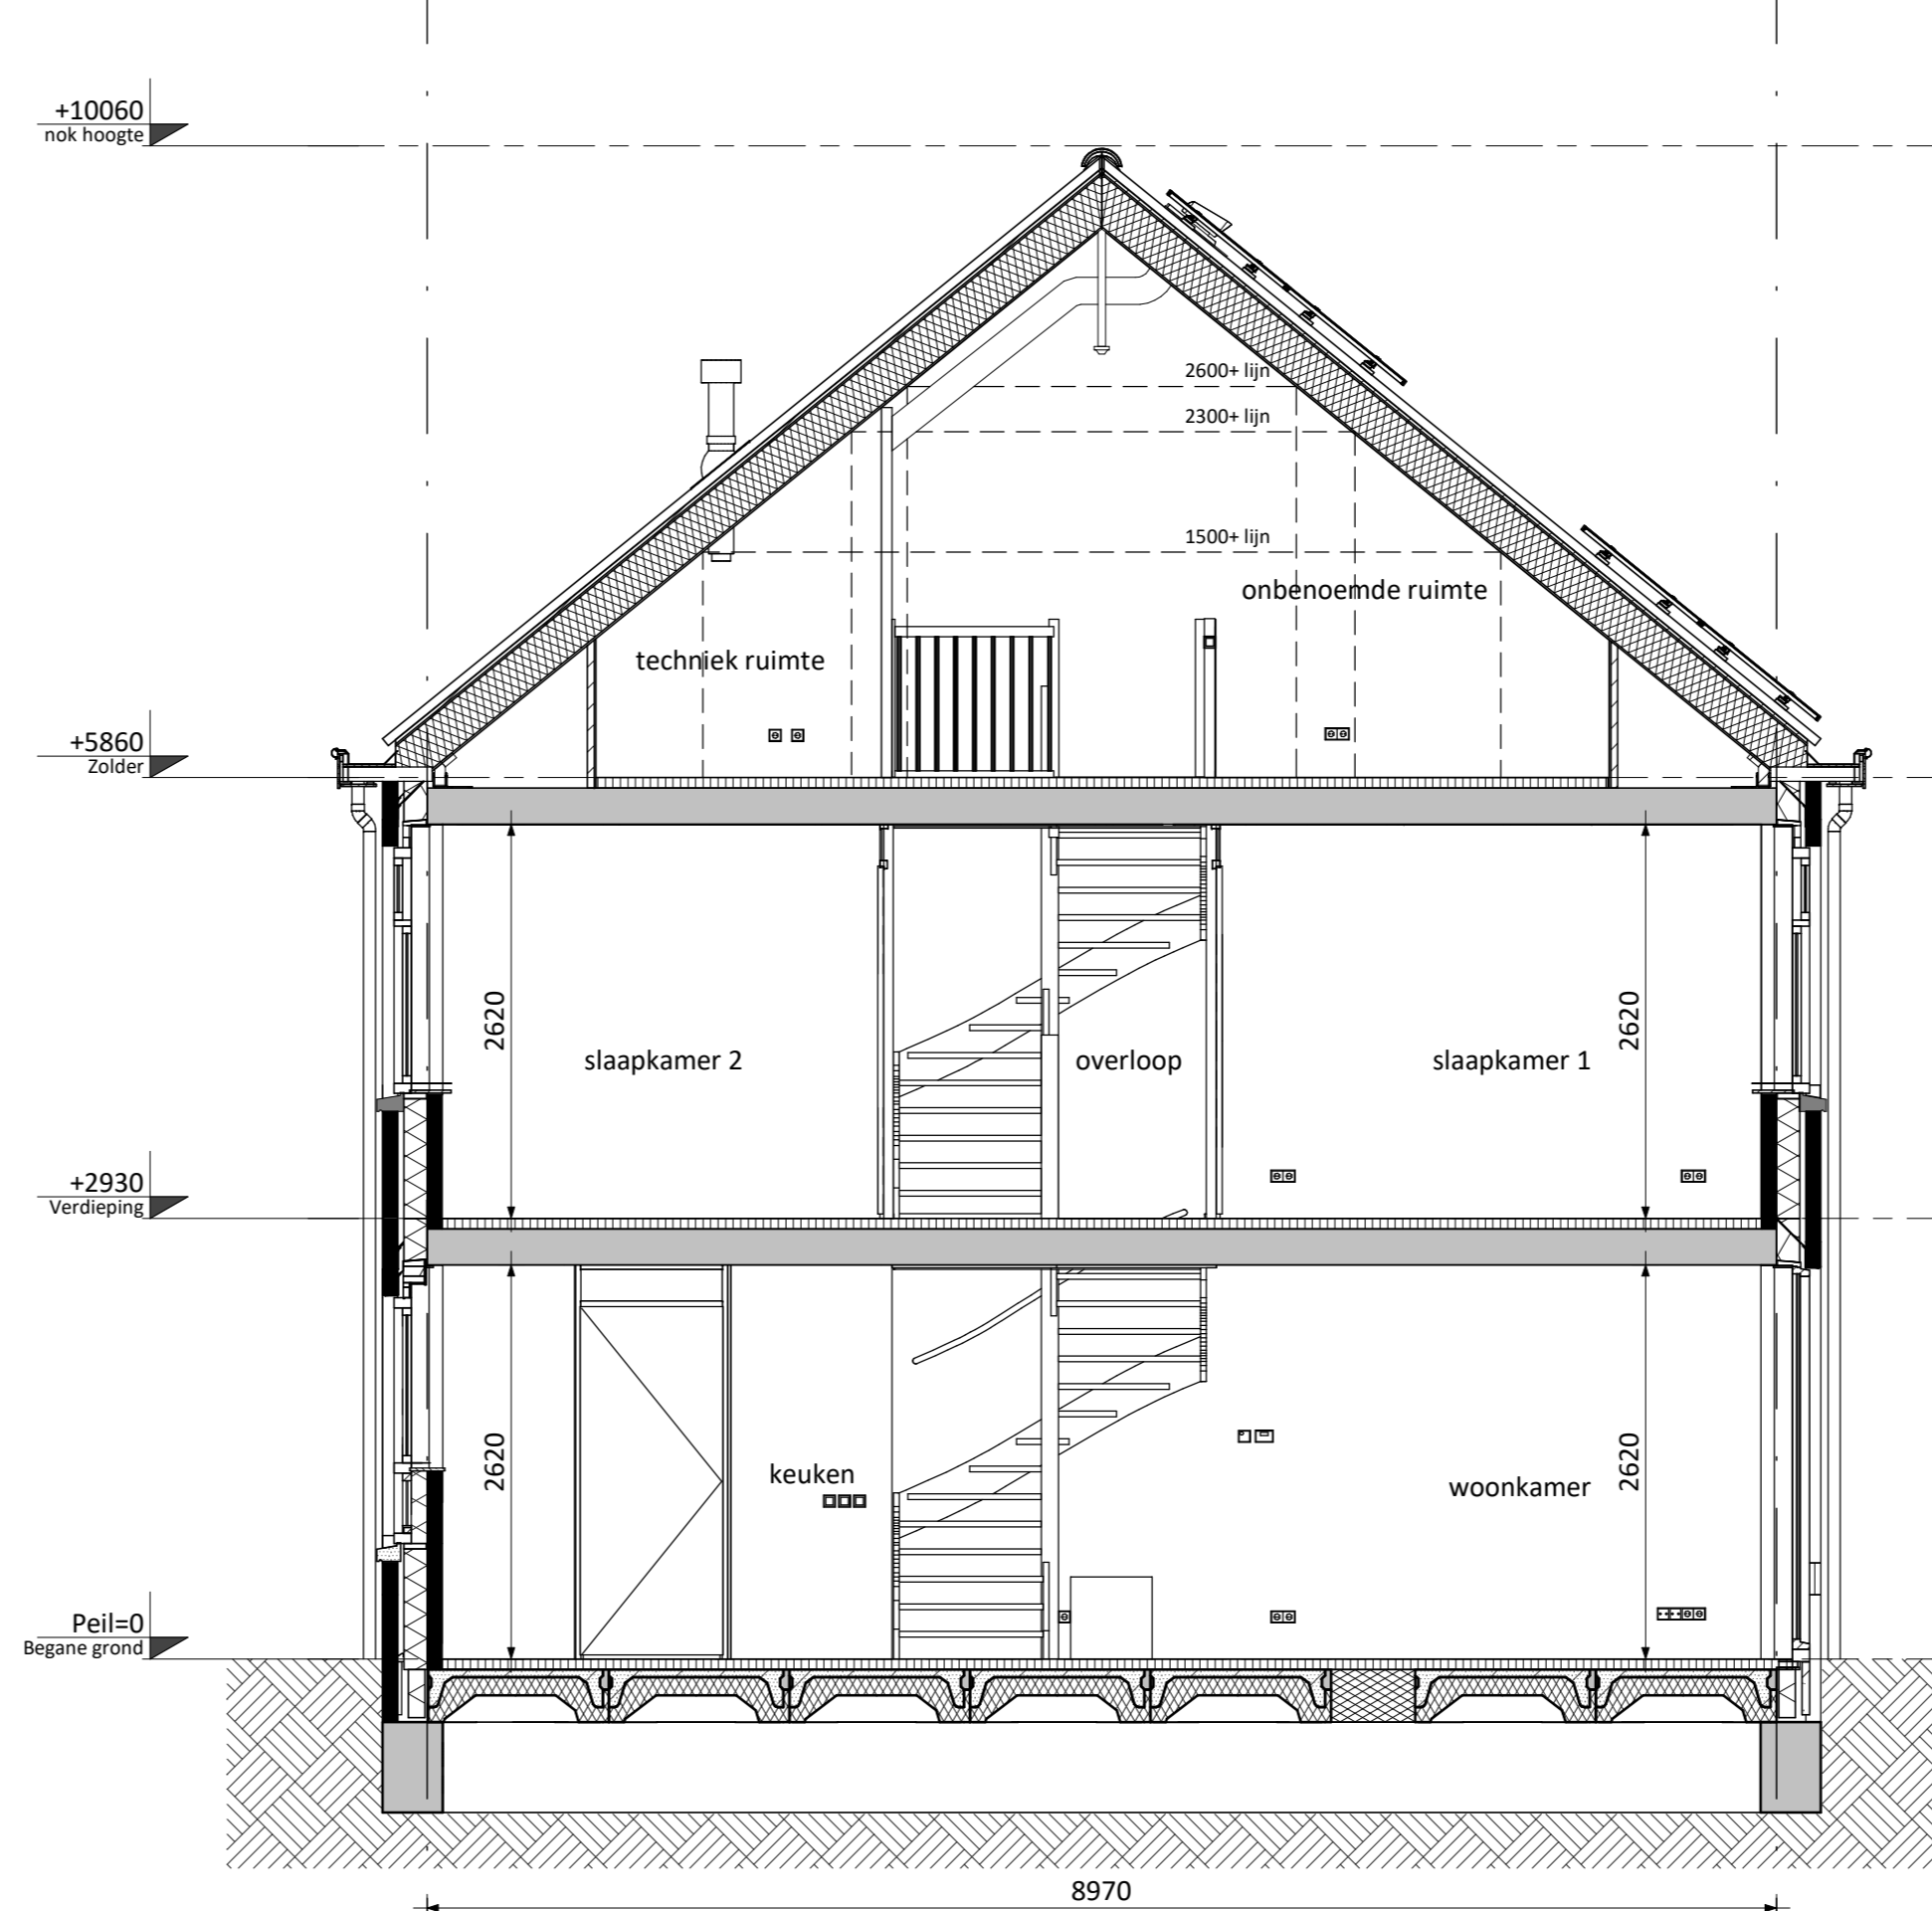 +10060
nok hoogte
2600+ lijn
2300+ lijn
1500+ lijn
onbenoemde ruimte
techniek ruimte
+5860
Zolder
2620
2620
slaapkamer 2
overloop
slaapkamer 1
+2930
Verdieping
2620
2620
keuken
woonkamer
Peil=0
Begane grond
8970